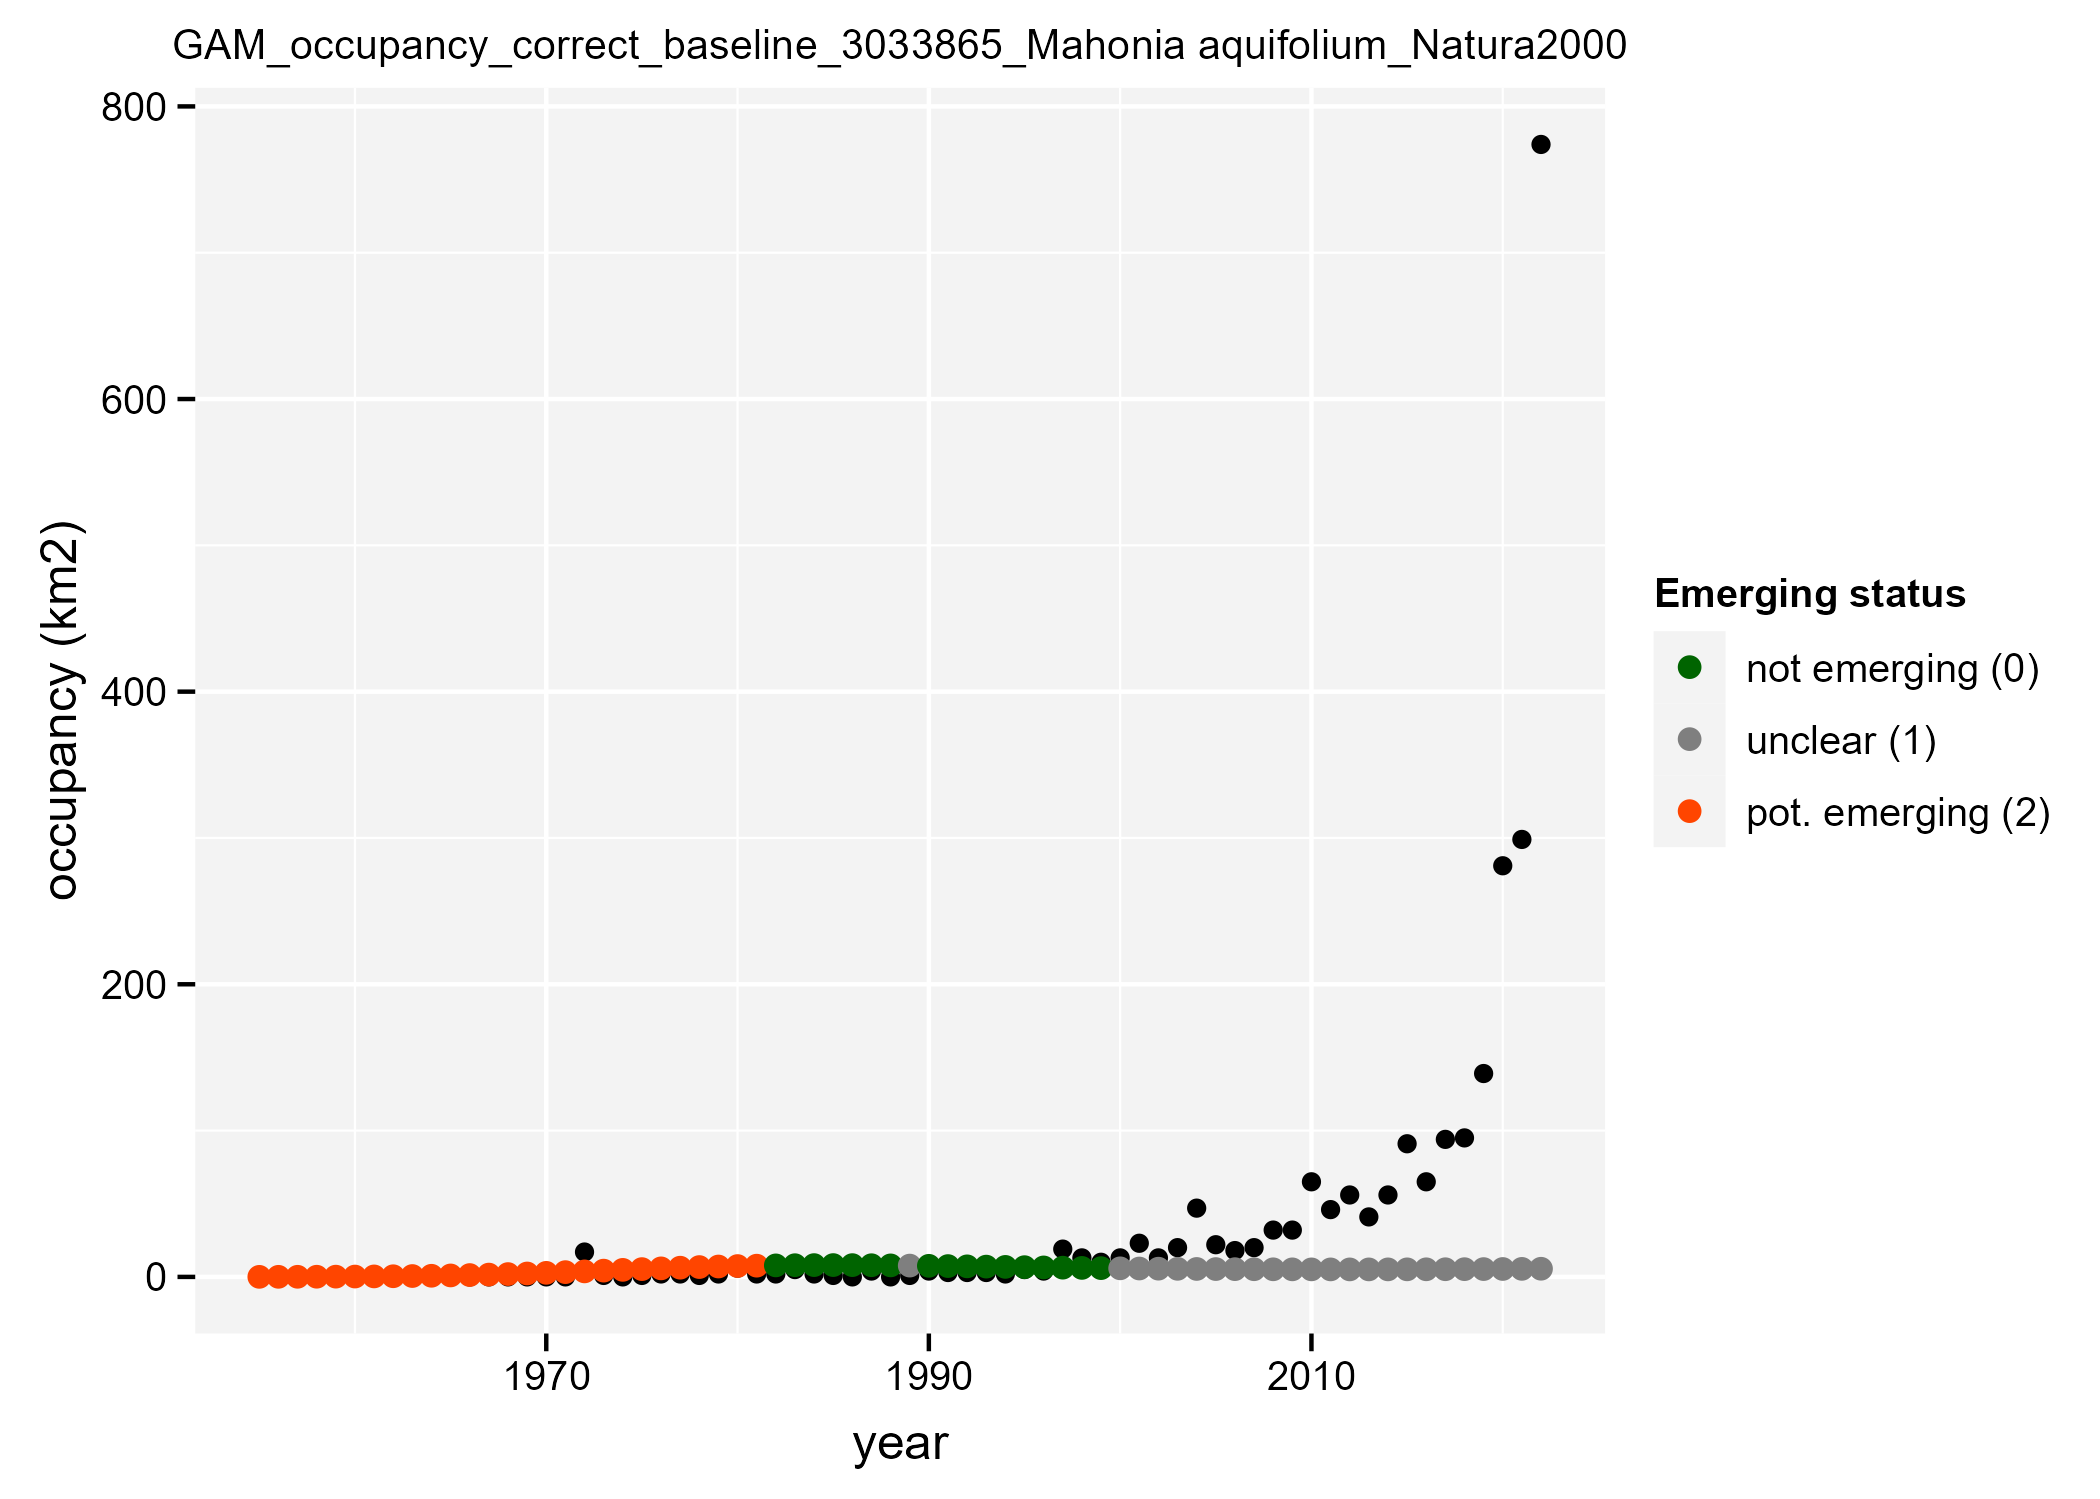 GAM_occupancy_correct_baseline_3033865_Mahonia aquifolium_Natura2000
800
600
400
200
0
occupancy (km2)
1970
1990
2010
year
Emerging status
not emerging (0)
unclear (1)
pot. emerging (2)